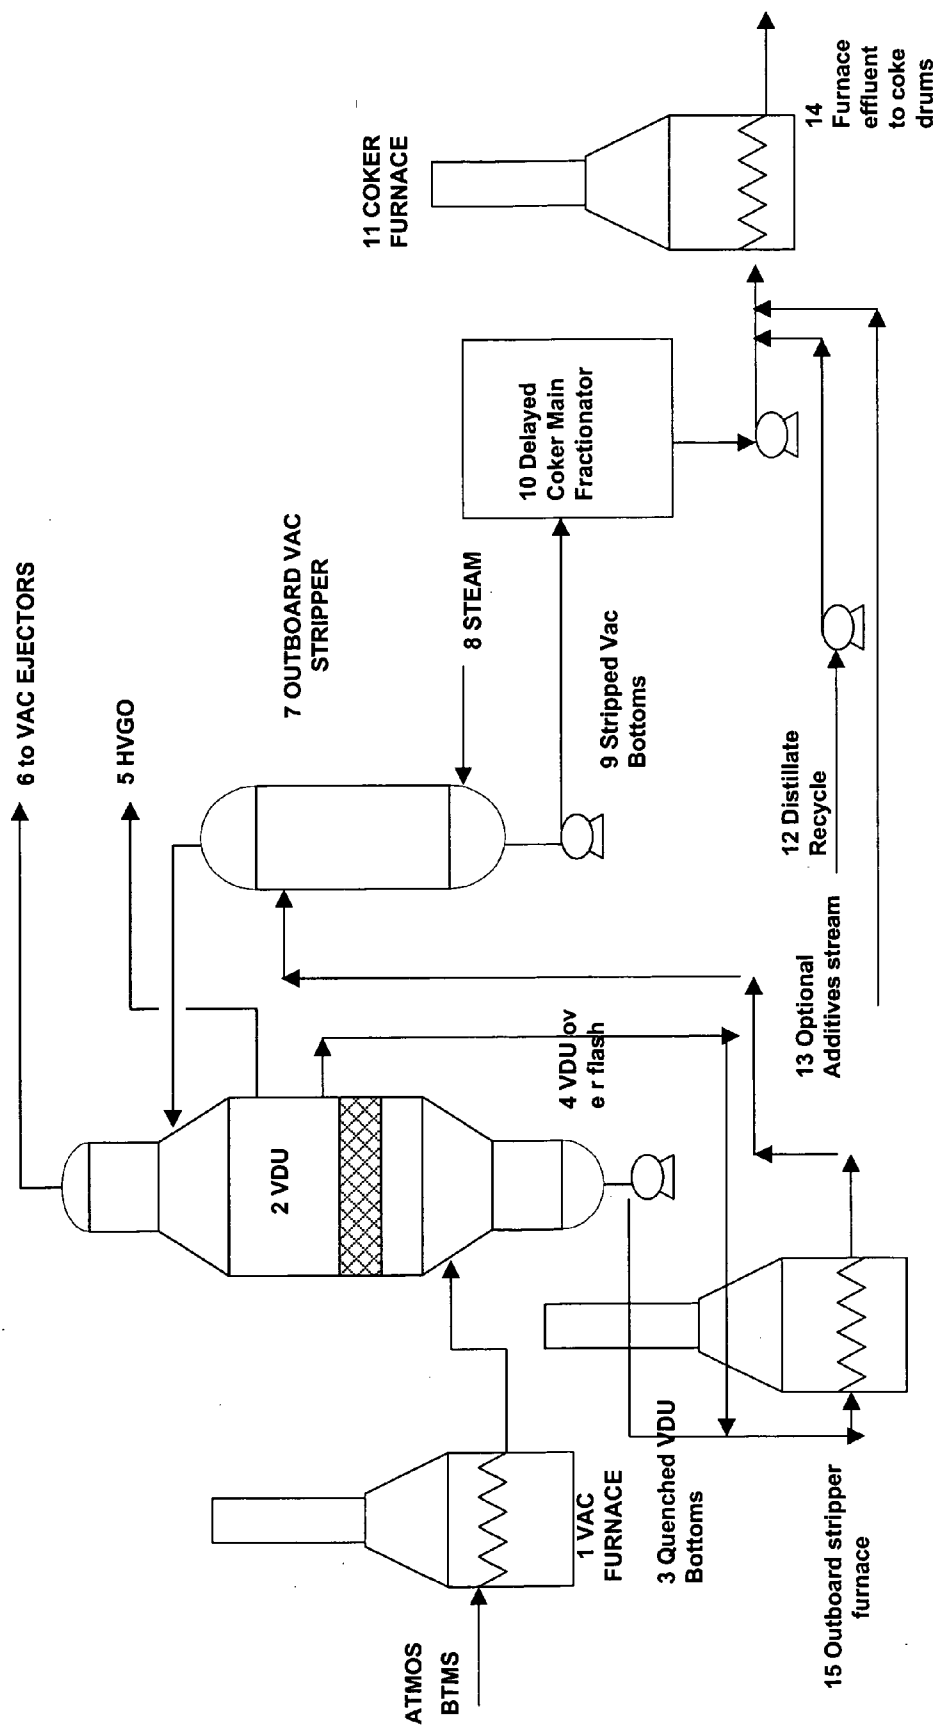 6 to VAC EJECTORS
5 HVGO
7 OUTBOARD VAC
STRIPPER
11 COKER
FURNACE
2 VDU
8 STEAM
10 Delayed
Coker Main
Fractionator
4 VDU ov
e r flash
9 Stripped Vac
Bottoms
ATMOS
BTMS
1 VAC
FURNACE
3 Quenched VDU
Bottoms
12 Distillate
Recycle
13 Optional
Additives stream
14
Furnace
effluent
to coke
drums
15 Outboard stripper
furnace